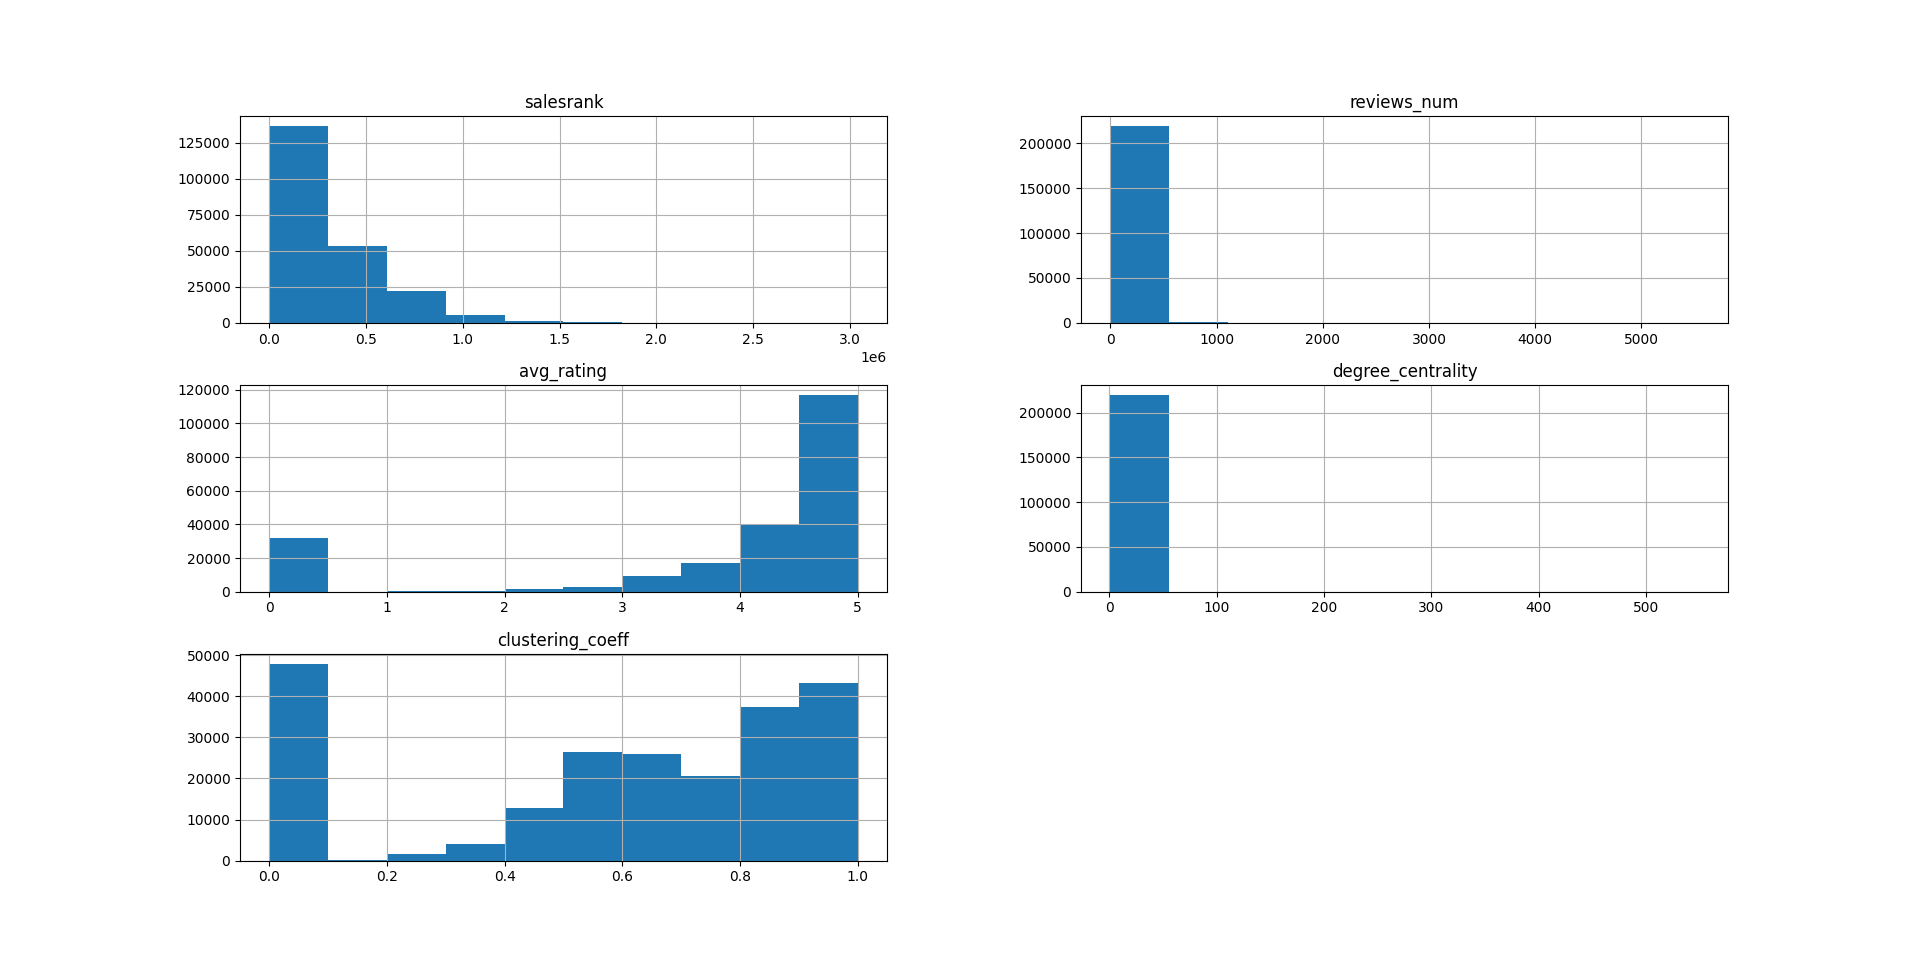 salesrank
125000
100000
75000
50000
25000
0
0.0 0.5 1.0 1.5 2.0 2.5 3.0
1e6
reviews_num
200000
150000
100000
50000
0
0 1000 2000 3000 4000 5000
avg_rating
120000
100000
80000
60000
40000
20000
0
0 1 2 3 4 5
degree_centrality
200000
150000
100000
50000
0
0 100 200 300 400 500
clustering_coeff
50000
40000
30000
20000
10000
0
0.0 0.2 0.4 0.6 0.8 1.0